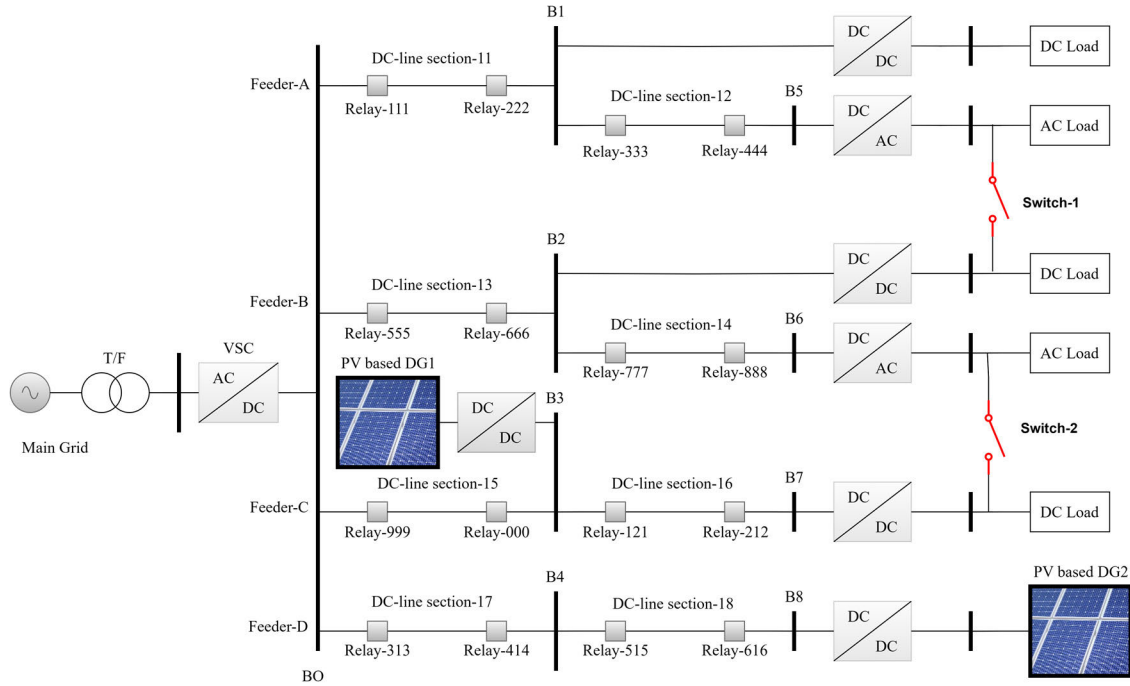 B1
DC
DC
DC Load
DC-line section-11
Feeder-A
Relay-111
Relay-222
DC-line section-12
B5
DC
AC
AC Load
Relay-333
Relay-444
Switch-1
B2
DC
DC
DC Load
DC-line section-13
Feeder-B
Relay-555
Relay-666
DC-line section-14
B6
DC
AC
AC Load
Relay-777
Relay-888
T/F
VSC
AC
DC
Main Grid
PV based DG1
DC
DC
B3
Switch-2
DC-line section-15
Feeder-C
Relay-999
Relay-000
DC-line section-16
B7
DC
DC
DC Load
Relay-121
Relay-212
B4
PV based DG2
DC-line section-17
Feeder-D
Relay-313
Relay-414
DC-line section-18
B8
DC
DC
Relay-515
Relay-616
BO